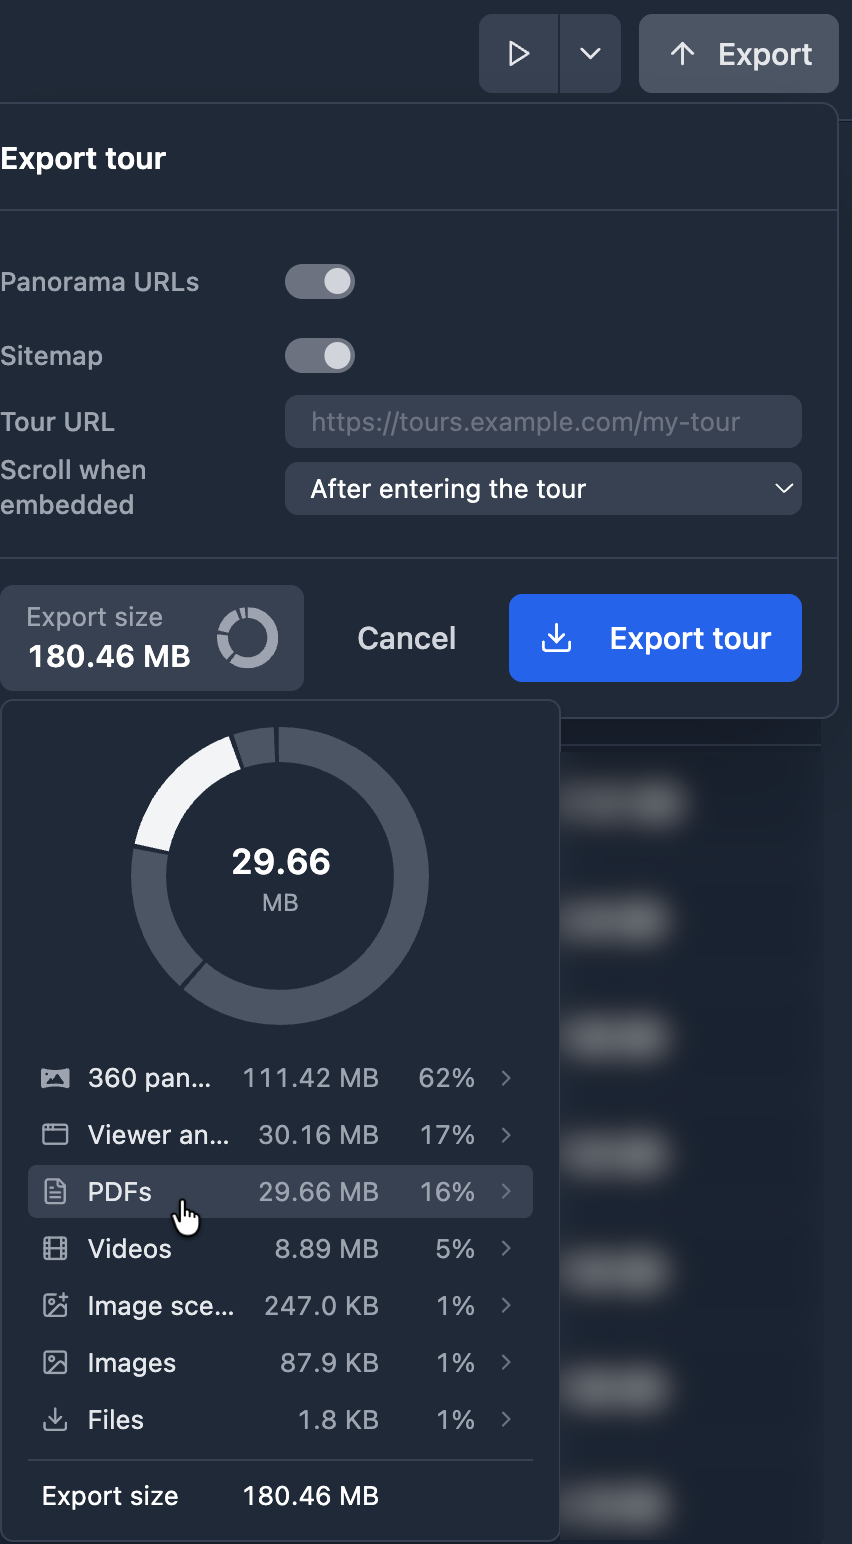 Export
Export tour
Panorama URLs
Sitemap
Tour URL
https://tours.example.com/my-tour
Scroll when
embedded
After entering the tour
Export size
180.46 MB
Cancel
Export tour
29.66
MB
360 pan... 111.42 MB 62%
Viewer an... 30.16 MB 17%
PDFs 29.66 MB 16%
Videos 8.89 MB 5%
Image sce... 247.0 KB 1%
Images 87.9 KB 1%
Files 1.8 KB 1%
Export size 180.46 MB